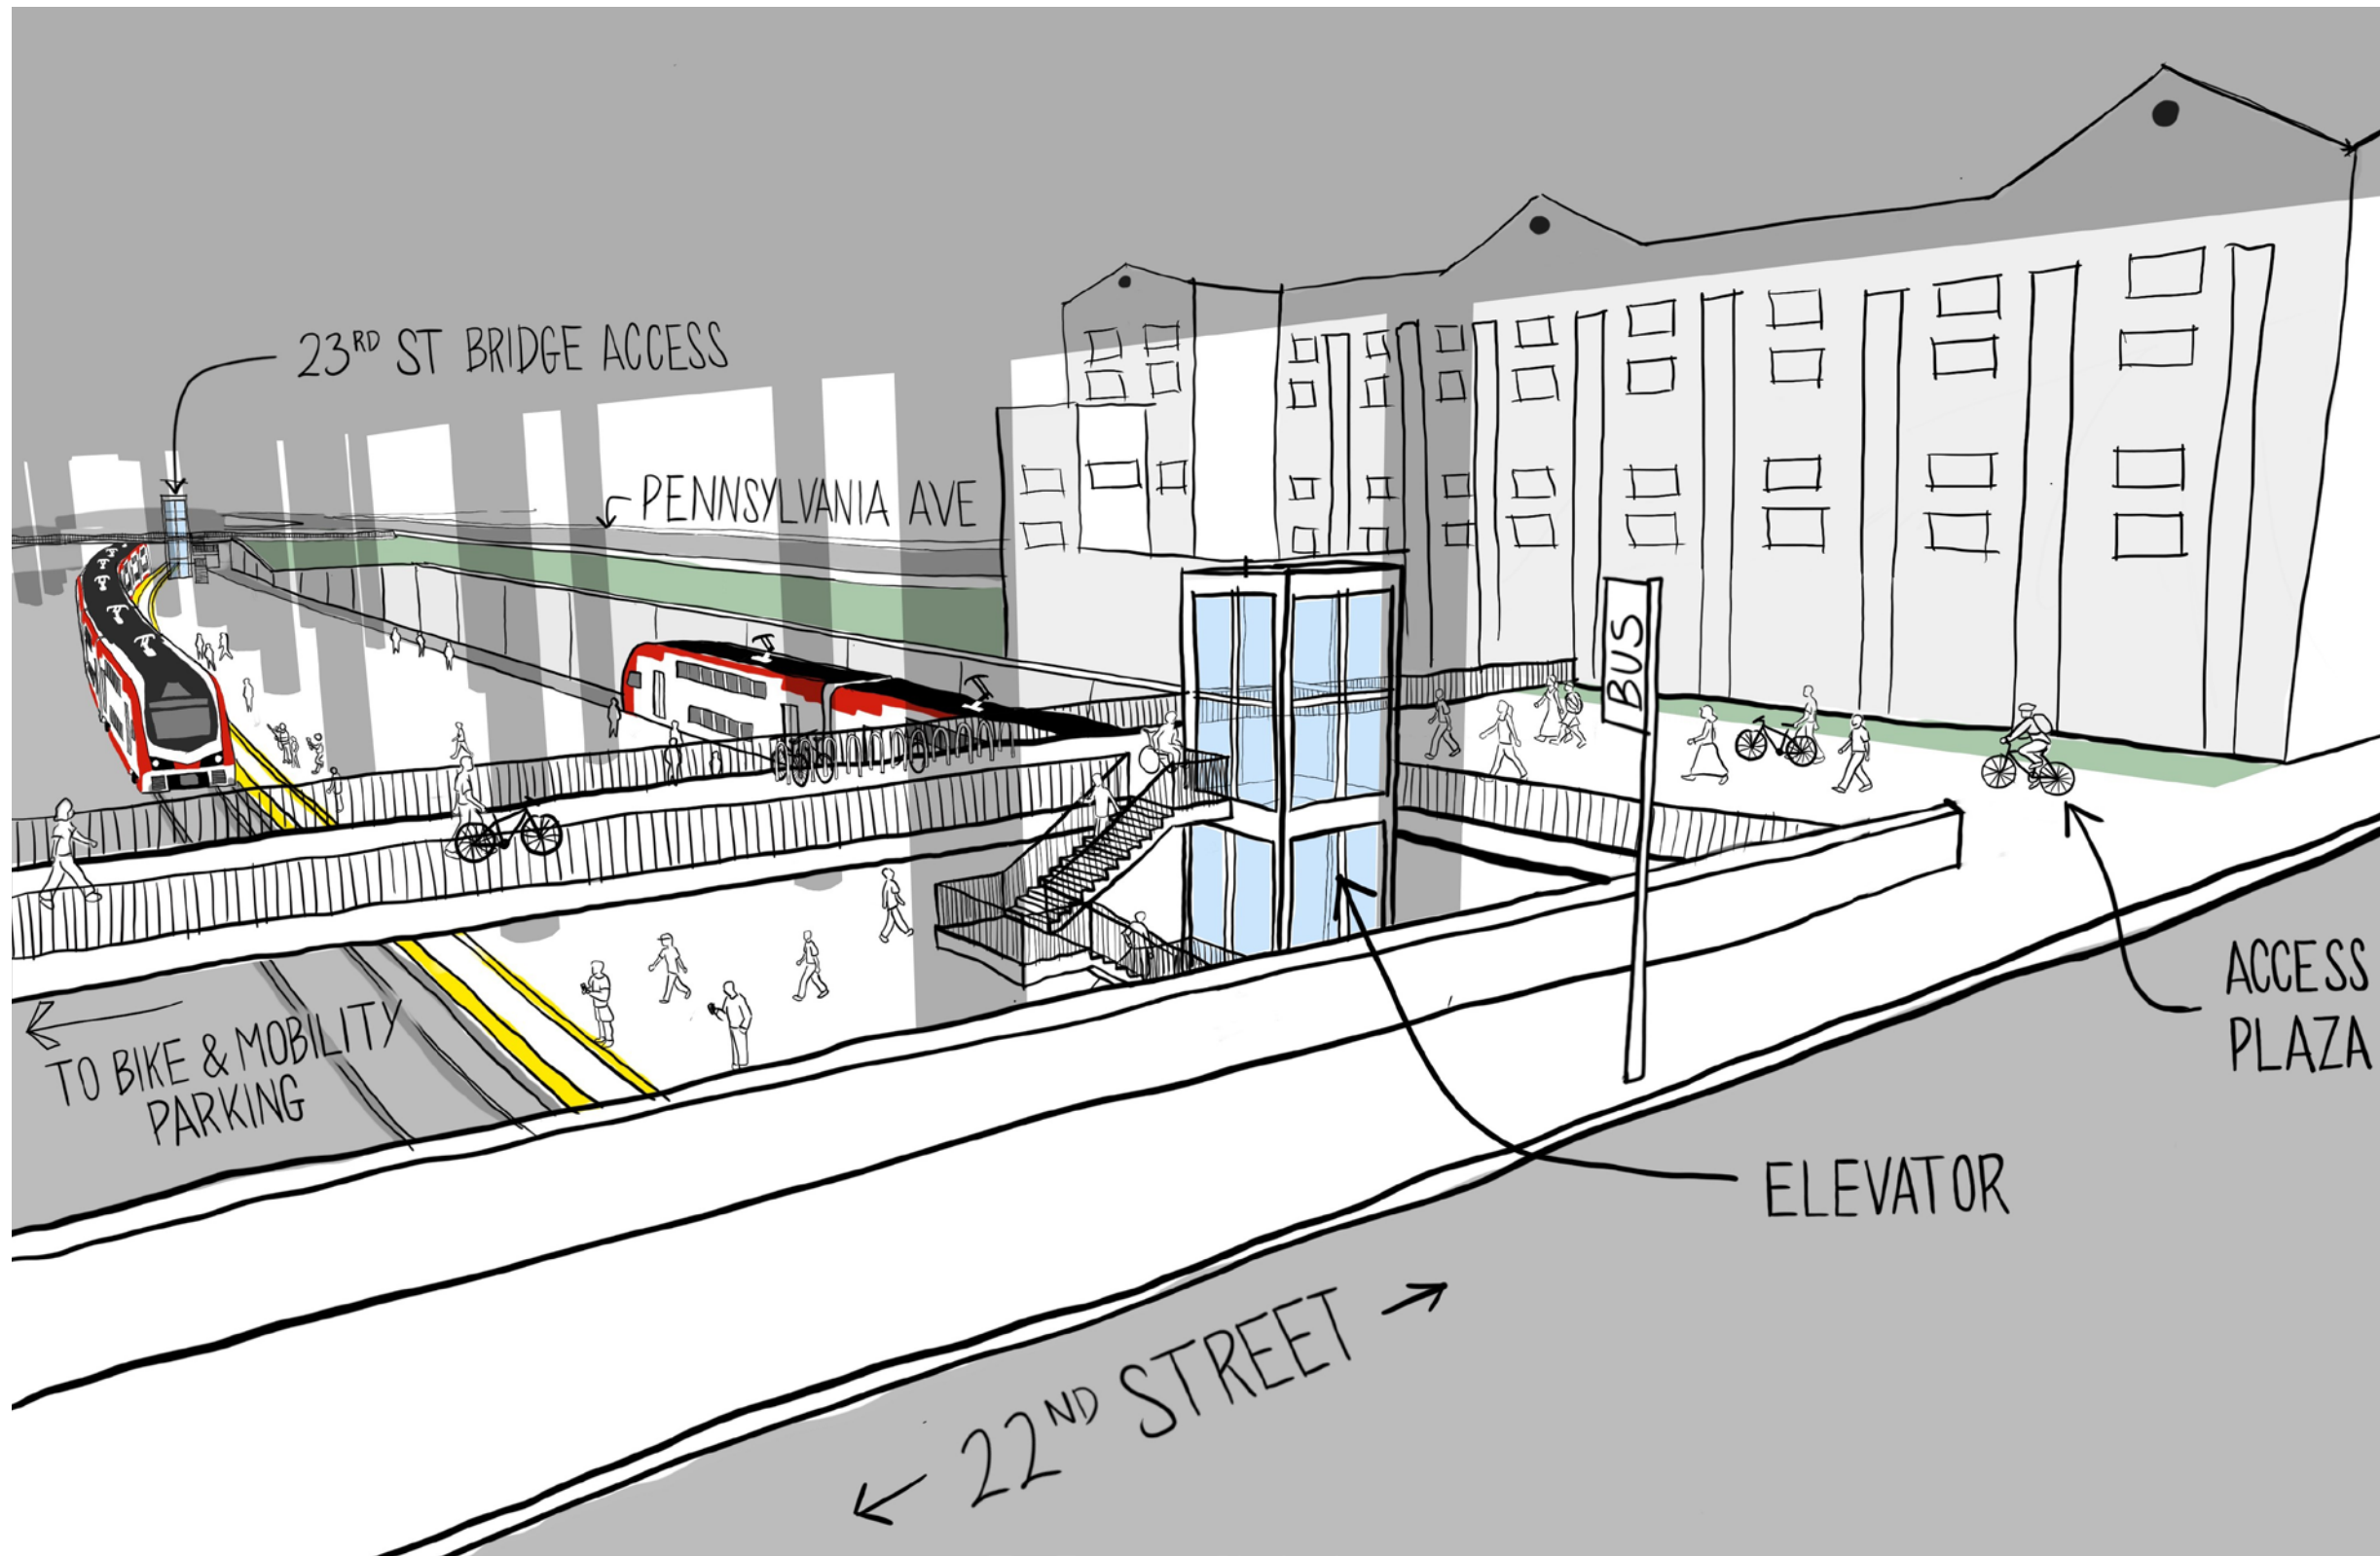 23RD ST BRIDGE ACCESS
PENNSYLVANIA AVE
BUS
ACCESS
PLAZA
TO BIKE & MOBILITY
PARKING
ELEVATOR
22ND STREET